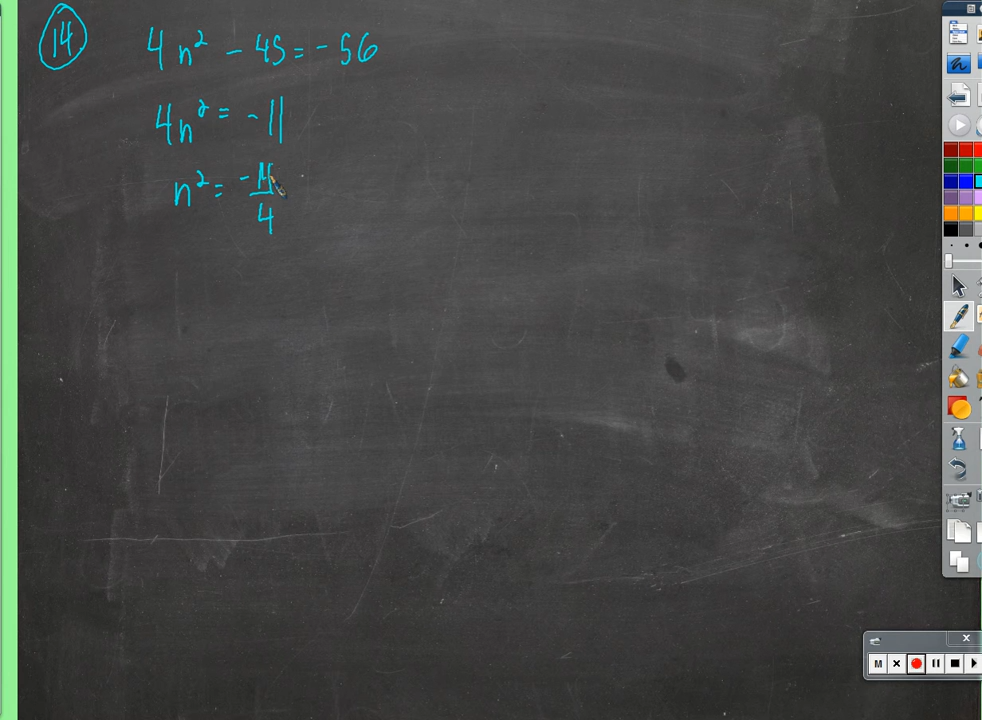 14 4n² - 45 = -56
4n² = -11
n² = -11/4
M